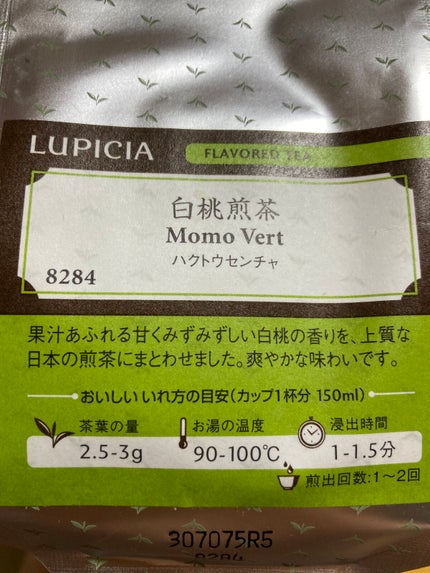 LUPICIA
FLAVORED TEA
白桃煎茶
Momo Vert
ハクトウセンチャ
8284
果汁あふれる甘くみずみずしい白桃の香りを、上質な
日本の煎茶にまとわせました。爽やかな味わいです。
おいしい いれ方の目安(カップ1杯分 150ml)
茶葉の量
2.5-3g
お湯の温度
90-100℃
浸出時間
1-1.5分
煎出回数:1〜2回
307075R5
8284